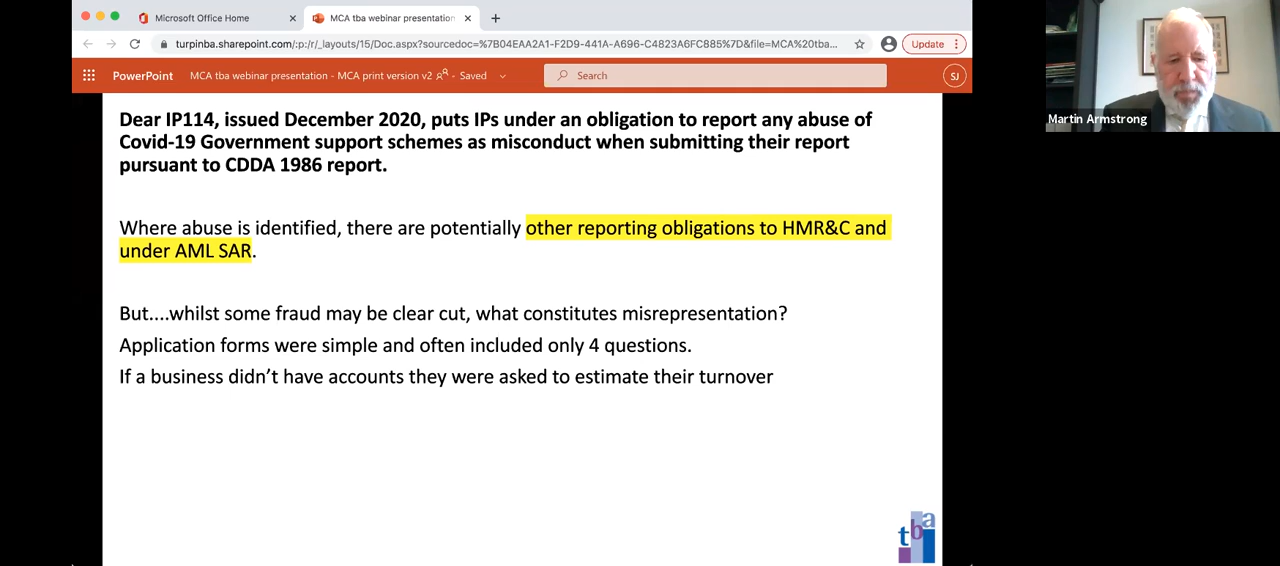 Microsoft Office Home
MCA tba webinar presentation
turpinba.sharepoint.com/:p:/r/_layouts/15/Doc.aspx?sourcedoc=%7B04EAA2A1-F2D9-441A-A696-C4823A6FC885%7D&file=MCA%20tba...
Update
PowerPoint
MCA tba webinar presentation - MCA print version v2 - Saved
Search
SJ
Martin Armstrong
Dear IP114, issued December 2020, puts IPs under an obligation to report any abuse of
Covid-19 Government support schemes as misconduct when submitting their report
pursuant to CDDA 1986 report.
Where abuse is identified, there are potentially other reporting obligations to HMR&C and
under AML SAR.
But....whilst some fraud may be clear cut, what constitutes misrepresentation?
Application forms were simple and often included only 4 questions.
If a business didn't have accounts they were asked to estimate their turnover
tba